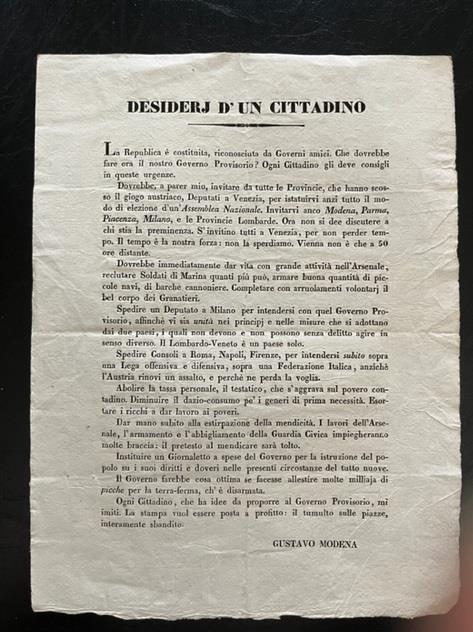 DESIDERJ D' UN CITTADINO
La Republica è costituita, riconosciuta da Governi amici. Che dovrebbe
fare ora il nostro Governo Provisorio? Ogni Cittadino gli deve consigli
in queste urgenze.
Dovrebbe, a parer mio, invitare da tutte le Provincie, che hanno scos-
so il giogo austriaco, Deputati a Venezia, per istatuirvi anzi tutto il mo-
do di elezione d'un'Assemblea Nazionale. Invitarvi anco Modena, Parma,
Piacenza, Milano, e le Provincie Lombarde. Ora non si dee discutere a
chi stia la preminenza. S'invitino tutti a Venezia, per non perder tem-
po. Il tempo è la nostra forza: non la sperdiamo. Vienna non è che a 50
ore distante.
Dovrebbe immediatamente dar vita con grande attività nell'Arsenale,
reclutare Soldati di Marina quanti più può, armare buona quantità di pic-
cole navi, di barche cannoniere. Completare con arruolamenti volontarj il
bel corpo dei Granatieri.
Spedire un Deputato a Milano per intendersi con quel Governo Pro-
visorio, affinchè vi sia unità nei principj e nelle misure che si adottano
dai due paesi, i quali non devono e non possono senza delitto agire in
senso diverso. Il Lombardo-Veneto è un paese solo.
Spedire Consoli a Roma, Napoli, Firenze, per intendersi subito sopra
una Lega offensiva e difensiva, sopra una Federazione Italica, anzichè
l'Austria rinovi un assalto, e perchè ne perda la voglia.
Abolire la tassa personale, il testatico, che s'aggrava sul povero con-
tadino. Diminuire il dazio-consumo pe' i generi di prima necessità. Esor-
tare i ricchi a dar lavoro ai poveri.
Dar mano subito alla estirpazione della mendicità. I lavori dell'Arse-
nale, l'armamento e l'abbigliamento della Guardia Civica impiegheranno
molte braccia: il pretesto al mendicare sarà tolto.
Instituire un Giornaletto a spese del Governo per la istruzione del po-
polo su i suoi diritti e doveri nelle presenti circostanze del tutto nuove.
Il Governo farebbe cosa ottima se facesse allestire molte milliaja di
picche per la terra-ferma, ch'è disarmata.
Ogni Cittadino, che ha idee da proporre al Governo Provisorio, mi
imiti. La stampa vuol essere posta a profitto: il tumulto sulle piazze,
interamente sbandito.
GUSTAVO MODENA